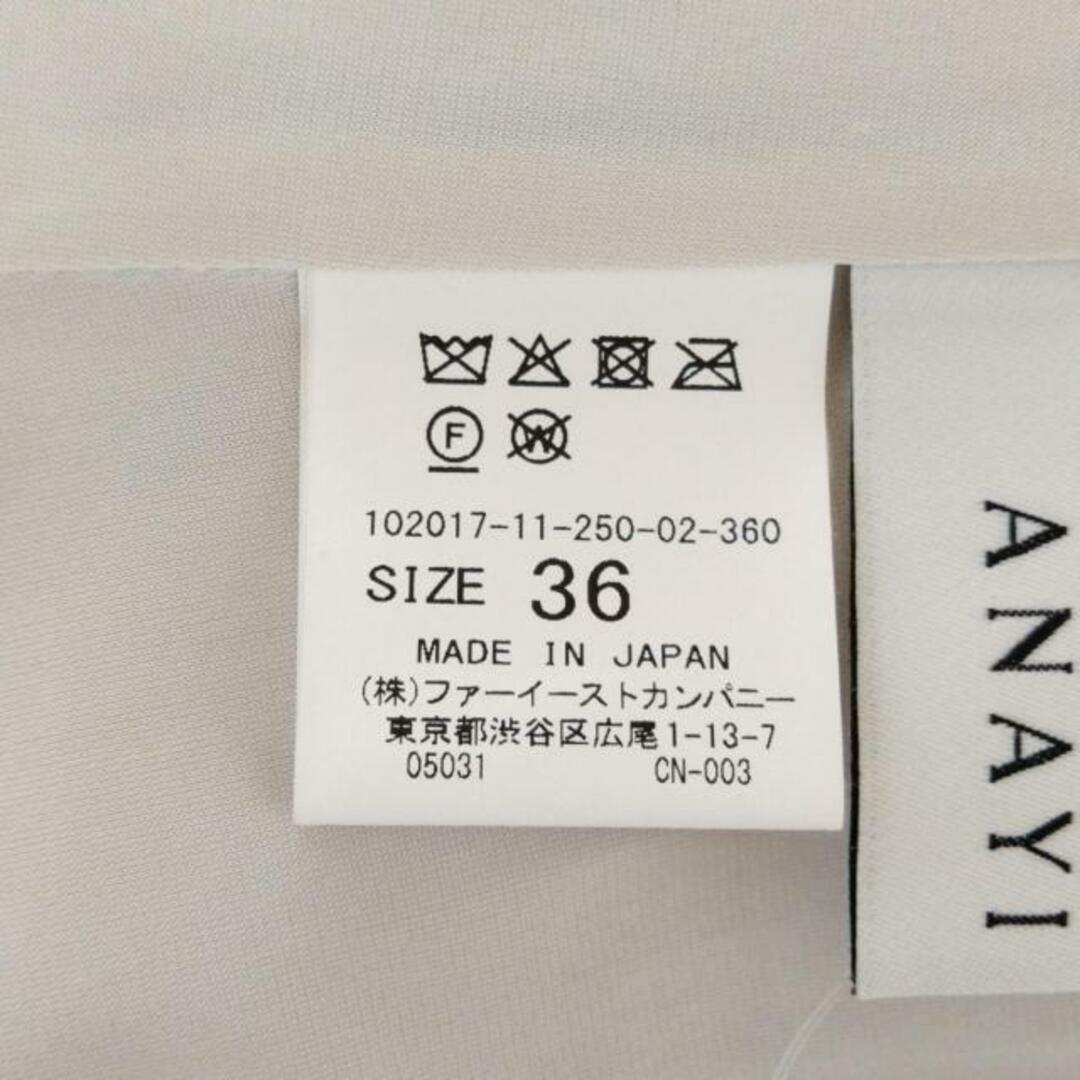 F W
102017-11-250-02-360
SIZE 36
MADE IN JAPAN
(株)ファーイーストカンパニー
東京都渋谷区広尾1-13-7
05031 CN-003
ANAYI